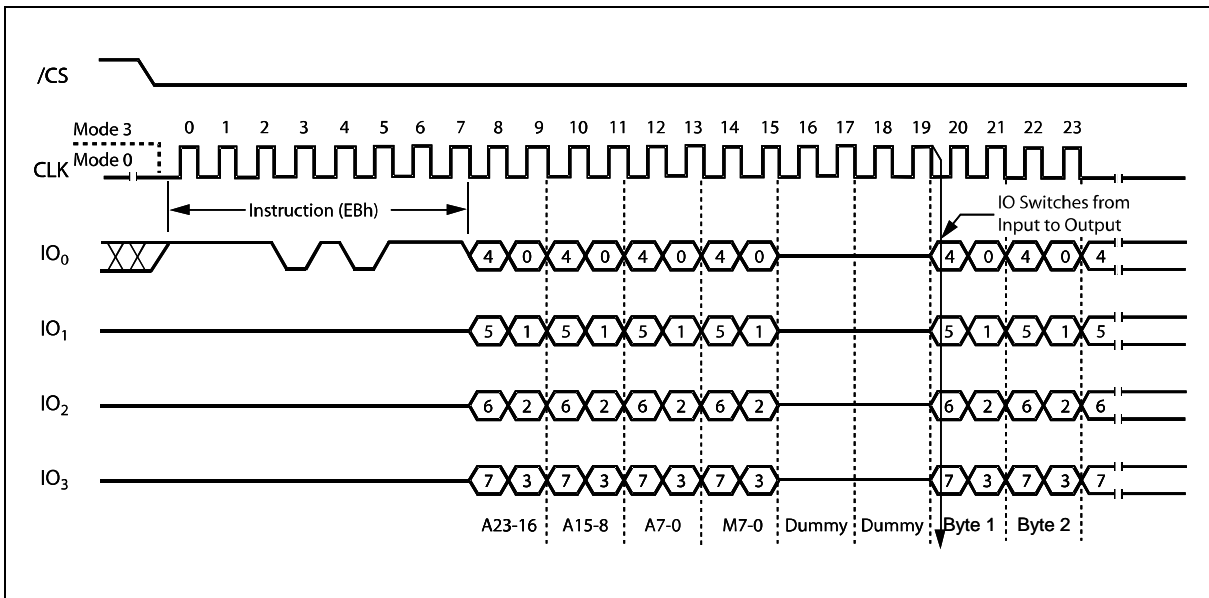 /CS
Mode 3
0 1 2 3 4 5 6 7 8 9 10 11 12 13 14 15 16 17 18 19 20 21 22 23
CLK Mode 0
Instruction (EBh)
IO Switches from
Input to Output
IO0 4 0 4 0 4 0 4 0 4 0 4 0 4
IO1 5 1 5 1 5 1 5 1 5 1 5 1 5
IO2 6 2 6 2 6 2 6 2 6 2 6 2 6
IO3 7 3 7 3 7 3 7 3 7 3 7 3 7
A23-16 A15-8 A7-0 M7-0 Dummy Dummy Byte 1 Byte 2